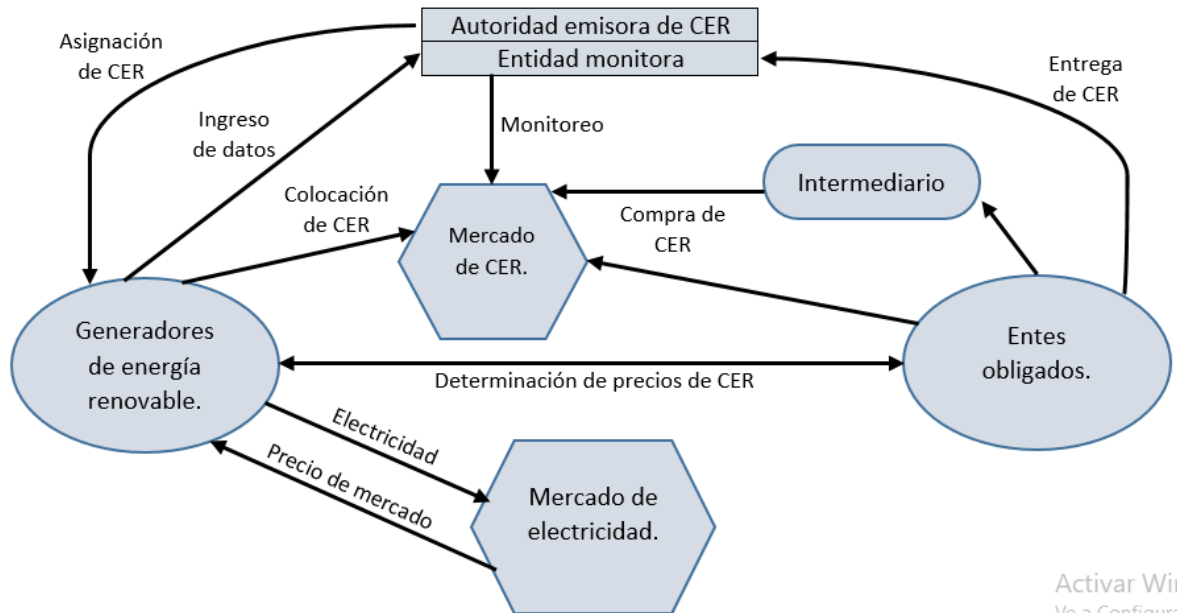 Autoridad emisora de CER
Entidad monitora
Asignación
de CER
Ingreso
de datos
Monitoreo
Entrega
de CER
Colocación
de CER
Intermediario
Compra de
CER
Mercado
de CER.
Generadores
de energía
renovable.
Entes
obligados.
Determinación de precios de CER
Electricidad
Precio de mercado
Mercado de
electricidad.
Activar Wi